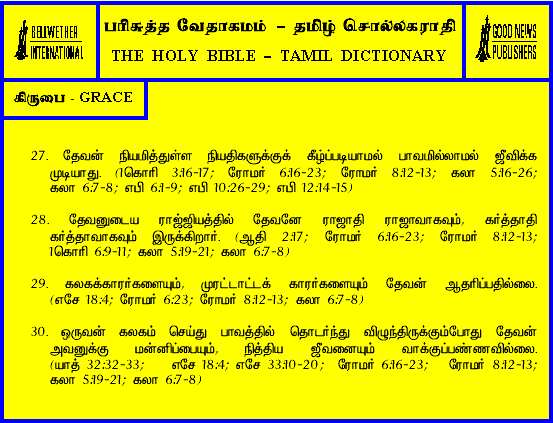 BELLWETHER
INTERNATIONAL
பரிசுத்த வேதாகமம் – தமிழ் சொல்லகராதி
THE HOLY BIBLE – TAMIL DICTIONARY
GOOD NEWS
PUBLISHERS
கிருபை - GRACE
27. தேவன் நியமித்துள்ள நியதிகளுக்குக் கீழ்ப்படியாமல் பாவமில்லாமல் ஜீவிக்க
முடியாது. (1கொரி 3:16-17; ரோமர் 6:16-23; ரோமர் 8:12-13; கலா 5:16-26;
கலா 6:7-8; எபி 6:1-9; எபி 10:26-29; எபி 12:14-15)
28. தேவனுடைய ராஜ்ஜியத்தில் தேவனே ராஜாதி ராஜாவாகவும், கர்த்தாதி
கர்த்தாவாகவும் இருக்கிறார். (ஆதி 2:17; ரோமர் 6:16-23; ரோமர் 8:12-13;
1கொரி 6:9-11; கலா 5:19-21; கலா 6:7-8)
29. கலகக்காரர்களையும், முரட்டாட்டக் காரர்களையும் தேவன் ஆதரிப்பதில்லை.
(எசே 18:4; ரோமர் 6:23; ரோமர் 8:12-13; கலா 6:7-8)
30. ஒருவன் கலகம் செய்து பாவத்தில் தொடர்ந்து விழுந்திருக்கும்போது தேவன்
அவனுக்கு மன்னிப்பையும், நித்திய ஜீவனையும் வாக்குப்பண்ணவில்லை.
(யாத் 32:32-33; எசே 18:4; எசே 33:10-20; ரோமர் 6:16-23; ரோமர் 8:12-13;
கலா 5:19-21; கலா 6:7-8)